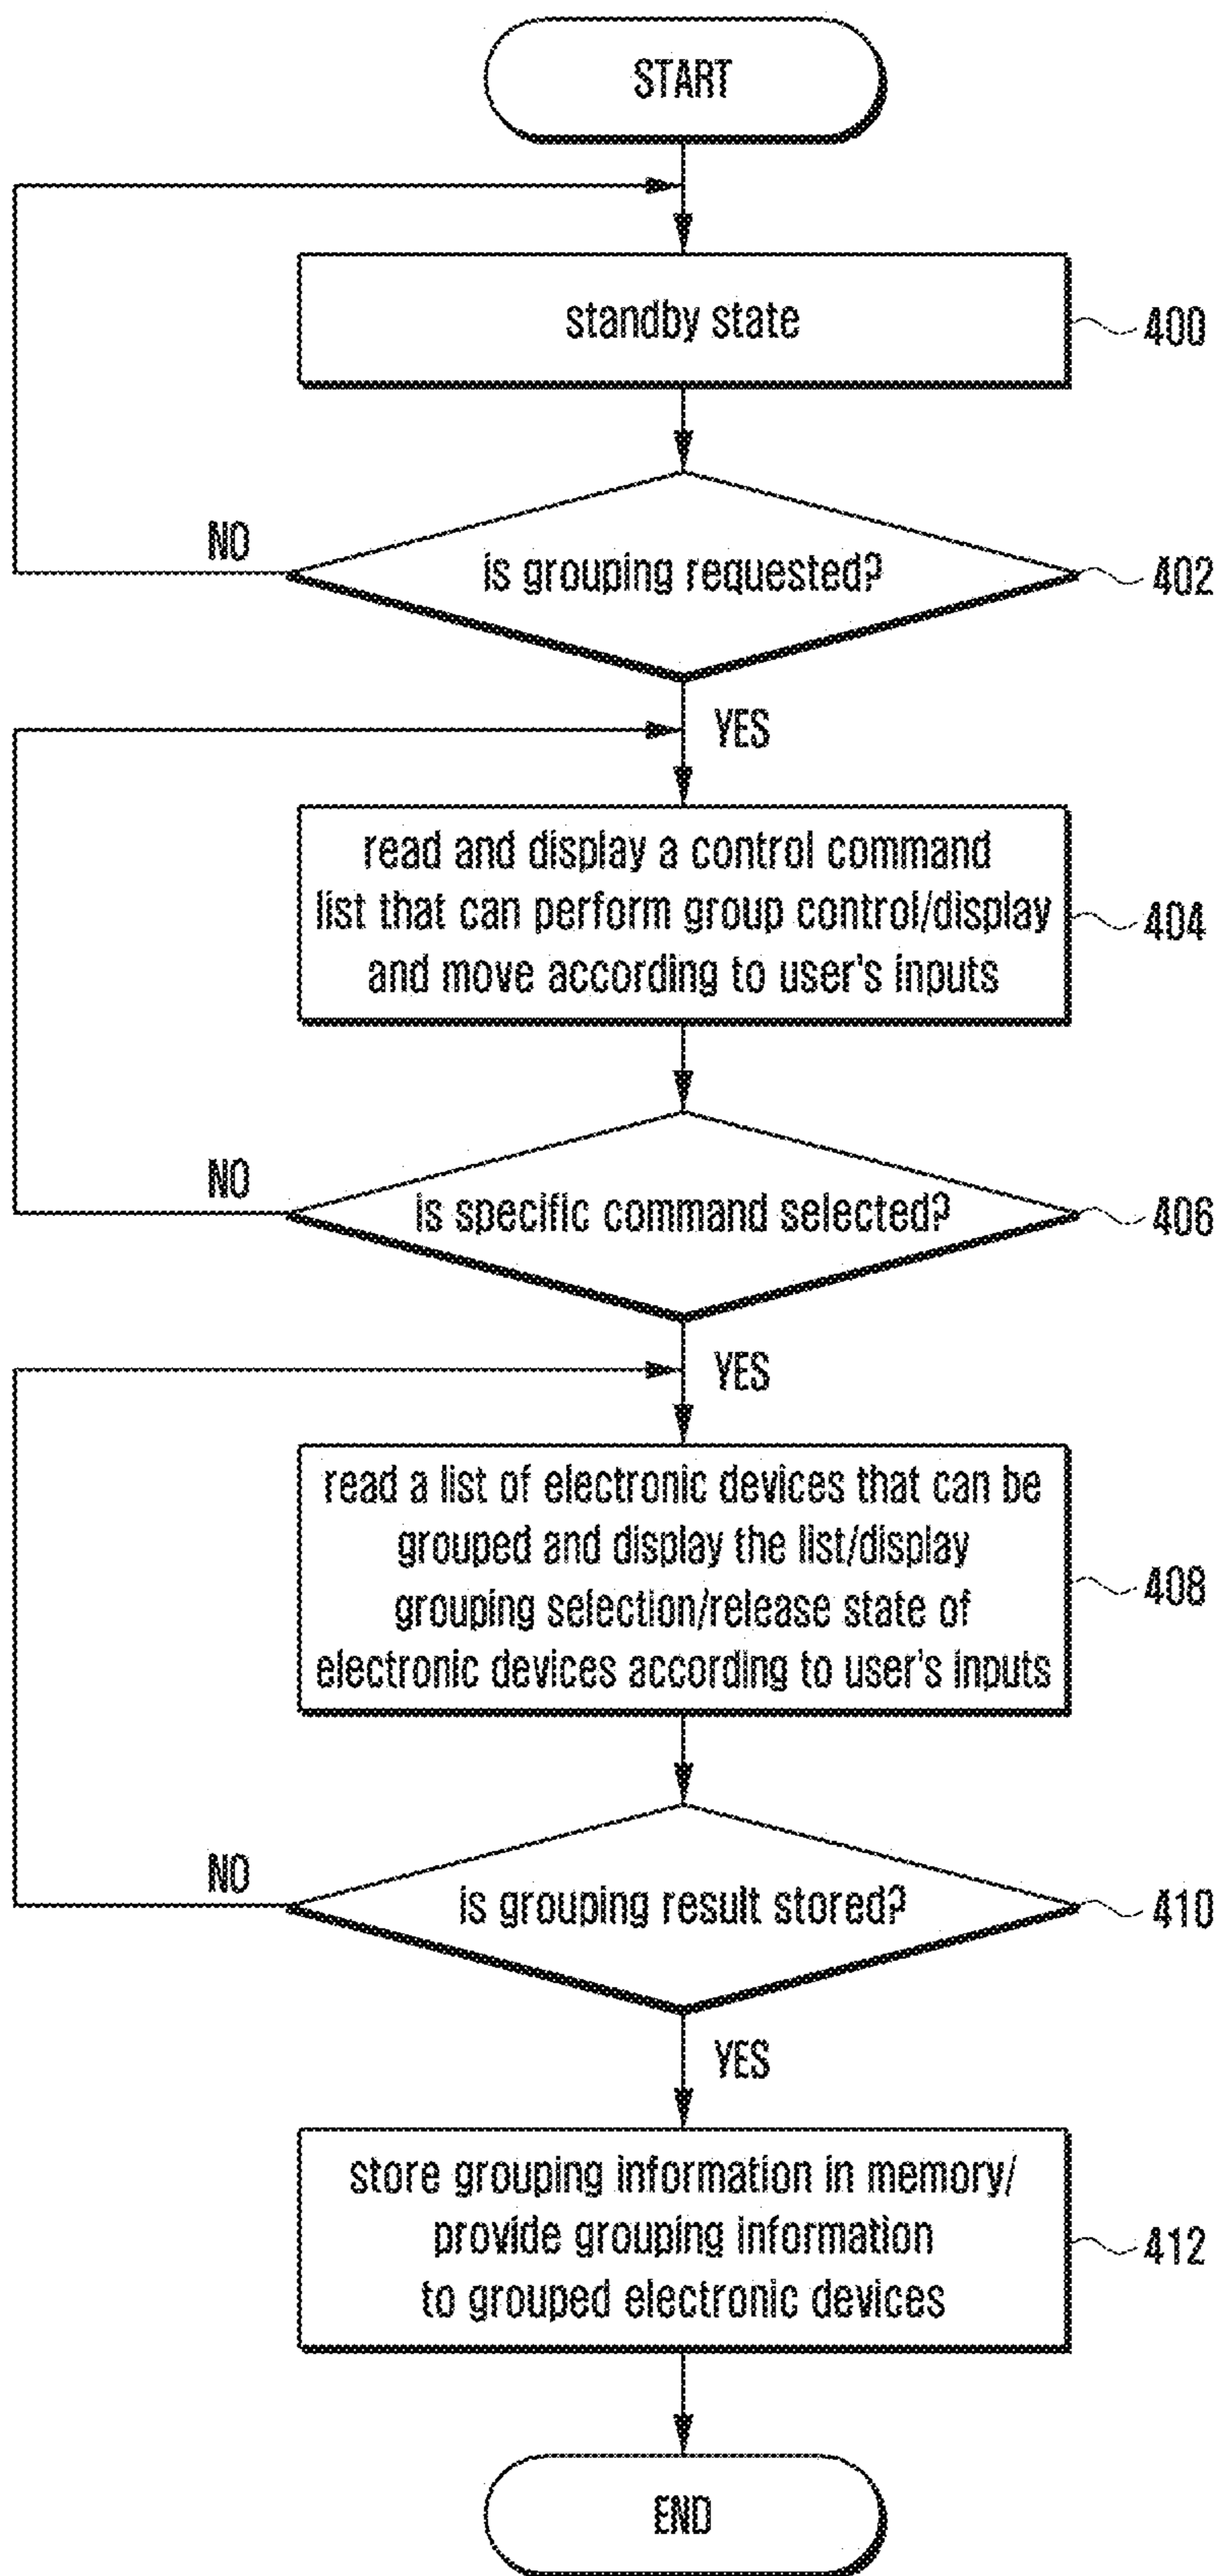 START
standby state
400
NO
is grouping requested?
402
YES
read and display a control command
list that can perform group control/display
and move according to user's inputs
404
NO
is specific command selected?
406
YES
read a list of electronic devices that can be
grouped and display the list/display
grouping selection/release state of
electronic devices according to user's inputs
408
NO
is grouping result stored?
410
YES
store grouping information in memory/
provide grouping information
to grouped electronic devices
412
END